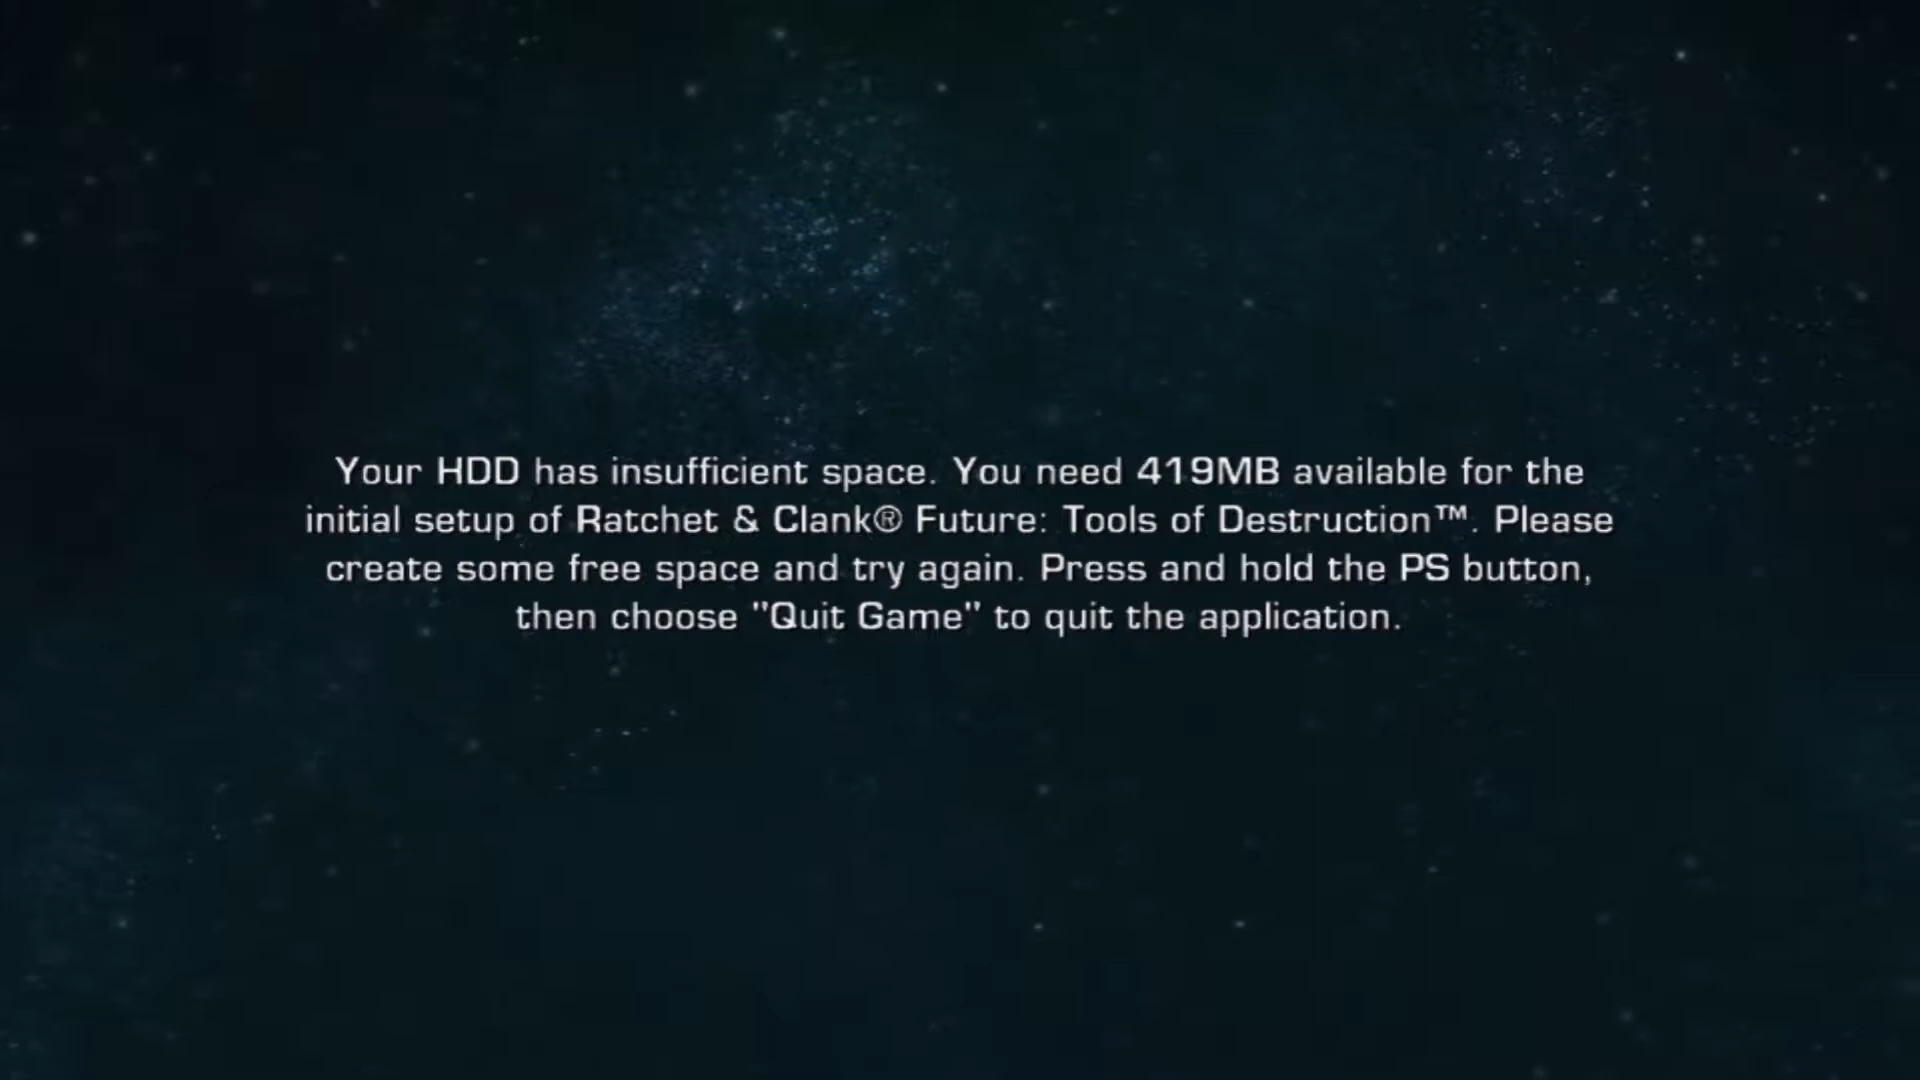 Your HDD has insufficient space. You need 419MB available for the
initial setup of Ratchet & Clank® Future: Tools of Destruction™. Please
create some free space and try again. Press and hold the PS button,
then choose "Quit Game" to quit the application.